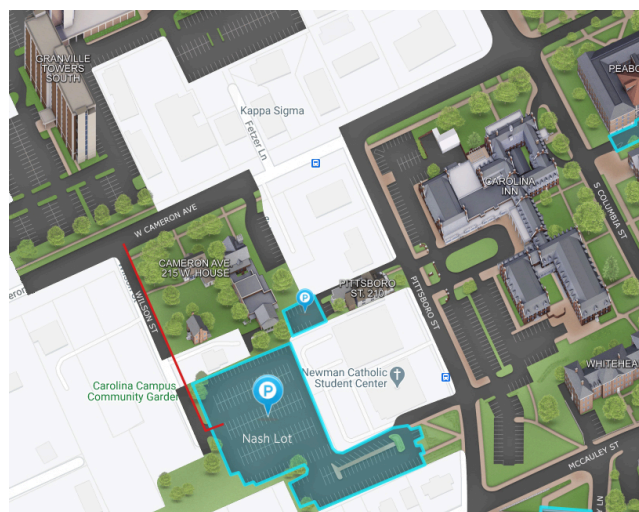 GRANVILLE
TOWERS
SOUTH
PEABO
Kappa Sigma
Fetzer Ln
CAROLINA
INN
S COLUMBIA ST
W CAMERON AVE
CAMERON AVE
215 W. HOUSE
WILSON ST
PITTSBORO
ST. 210
PITTSBORO ST
P
Newman Catholic
Student Center
WHITEHEA
Carolina Campus
Community Garden
P
Nash Lot
MCCAULEY ST
LN